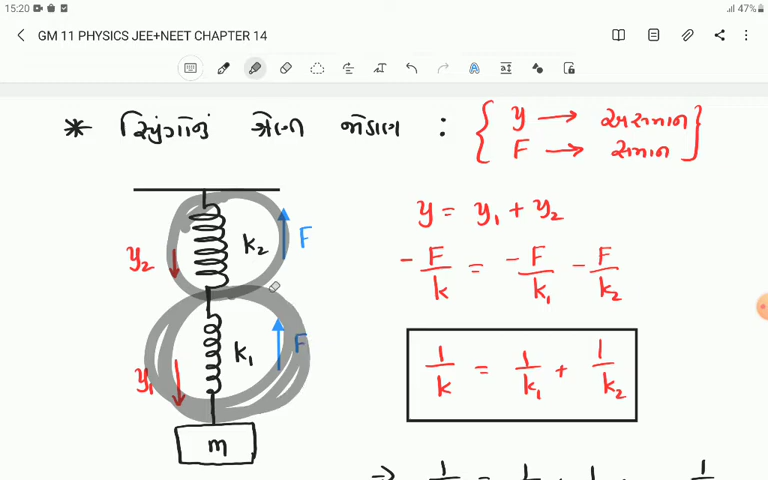 15:20
47%
GM 11 PHYSICS JEE+NEET CHAPTER 14
* સ્પ્રિંગોનું શ્રેણી જોડાણ : { y → અસમાન
F → સમાન }
y = y₁ + y₂
k₂ F
y₂
-F/k = -F/k₁ - F/k₂
k₁ F
y₁
1/k = 1/k₁ + 1/k₂
m